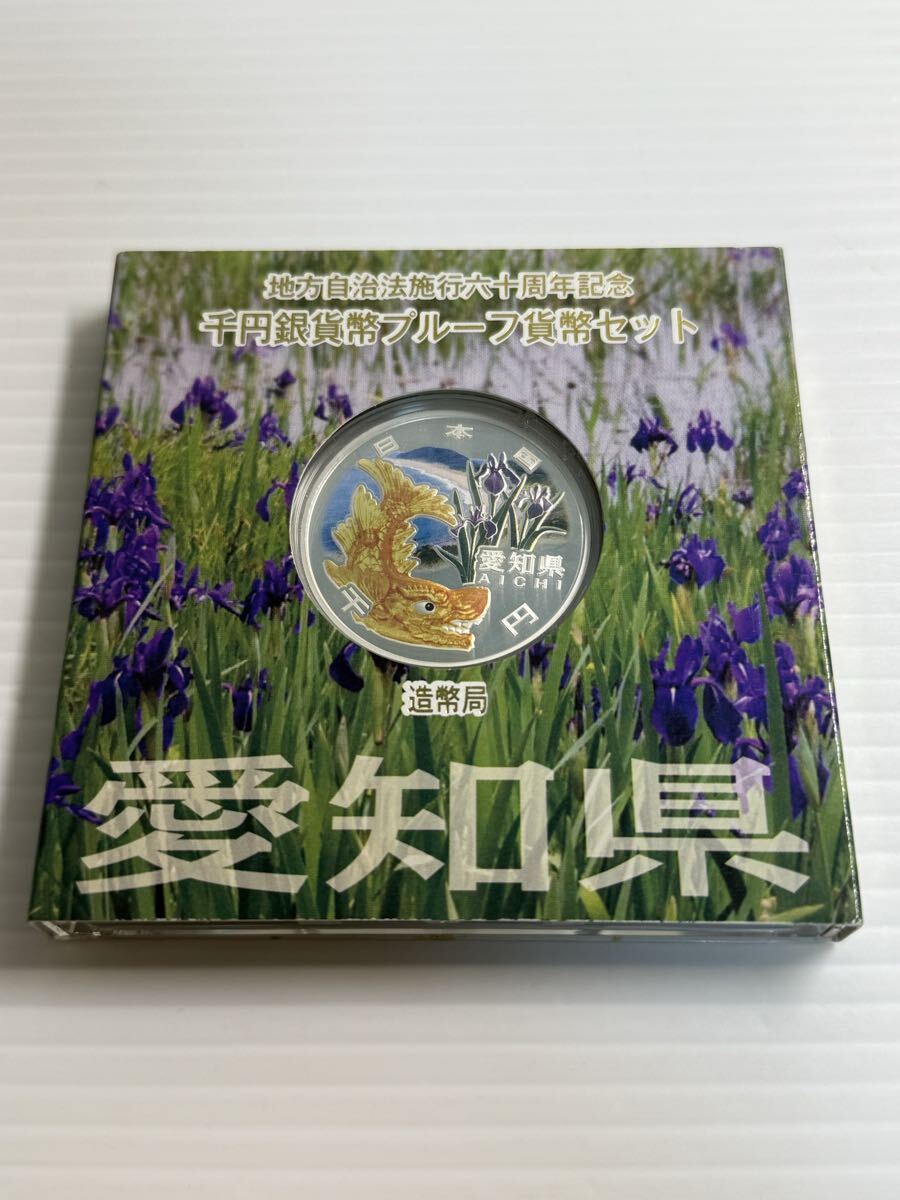 地方自治法施行六十周年記念
千円銀貨幣プルーフ貨幣セット
日本国
愛知県
AICHI
千円
造幣局
愛知県